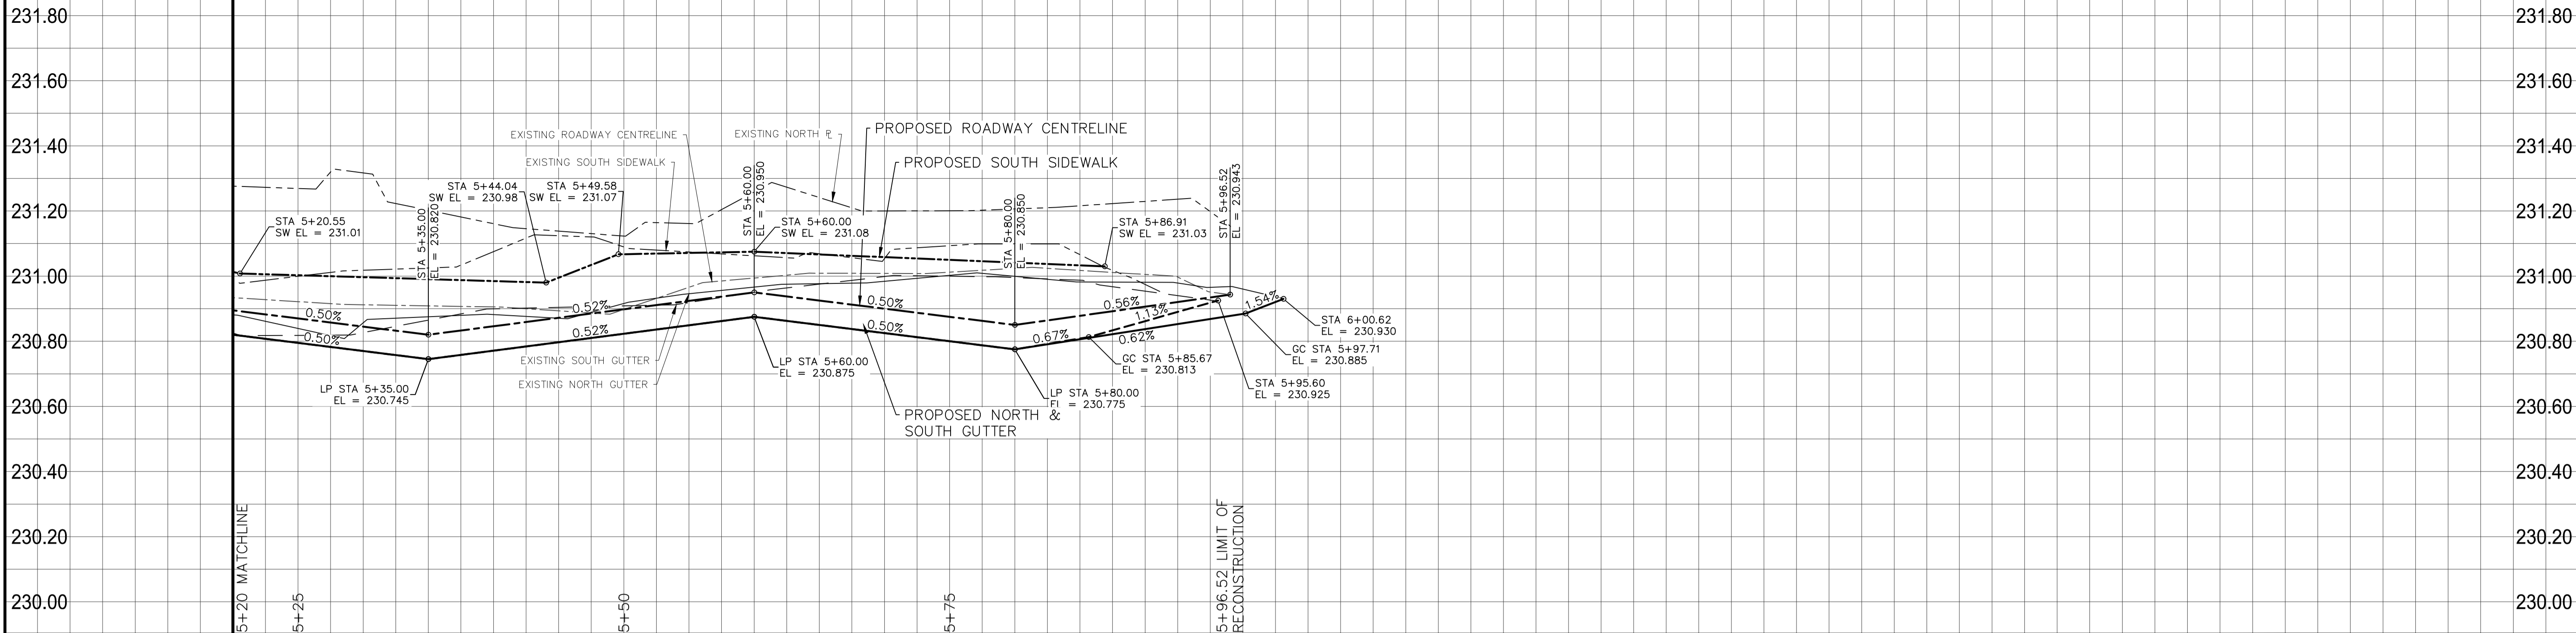 231.80
231.80
231.60
231.60
231.40
231.40
231.20
231.20
231.00
231.00
230.80
230.80
230.60
230.60
230.40
230.40
230.20
230.20
230.00
230.00
EXISTING ROADWAY CENTRELINE
EXISTING NORTH ℙL
PROPOSED ROADWAY CENTRELINE
EXISTING SOUTH SIDEWALK
PROPOSED SOUTH SIDEWALK
STA 5+20.55
SW EL = 231.01
STA 5+35.00
EL = 230.820
STA 5+44.04
SW EL = 230.98
STA 5+49.58
SW EL = 231.07
STA 5+60.00
EL = 230.950
STA 5+60.00
SW EL = 231.08
STA 5+80.00
EL = 230.850
STA 5+86.91
SW EL = 231.03
STA 5+96.52
EL = 230.943
0.50%
0.52%
0.50%
0.56%
1.13%
1.54%
0.50%
0.52%
0.50%
0.67%
0.62%
EXISTING SOUTH GUTTER
EXISTING NORTH GUTTER
LP STA 5+35.00
EL = 230.745
LP STA 5+60.00
EL = 230.875
PROPOSED NORTH &
SOUTH GUTTER
LP STA 5+80.00
EL = 230.775
GC STA 5+85.67
EL = 230.813
STA 6+00.62
EL = 230.930
GC STA 5+97.71
EL = 230.885
STA 5+95.60
EL = 230.925
5+20 MATCHLINE
5+25
5+50
5+75
5+96.52 LIMIT OF
RECONSTRUCTION